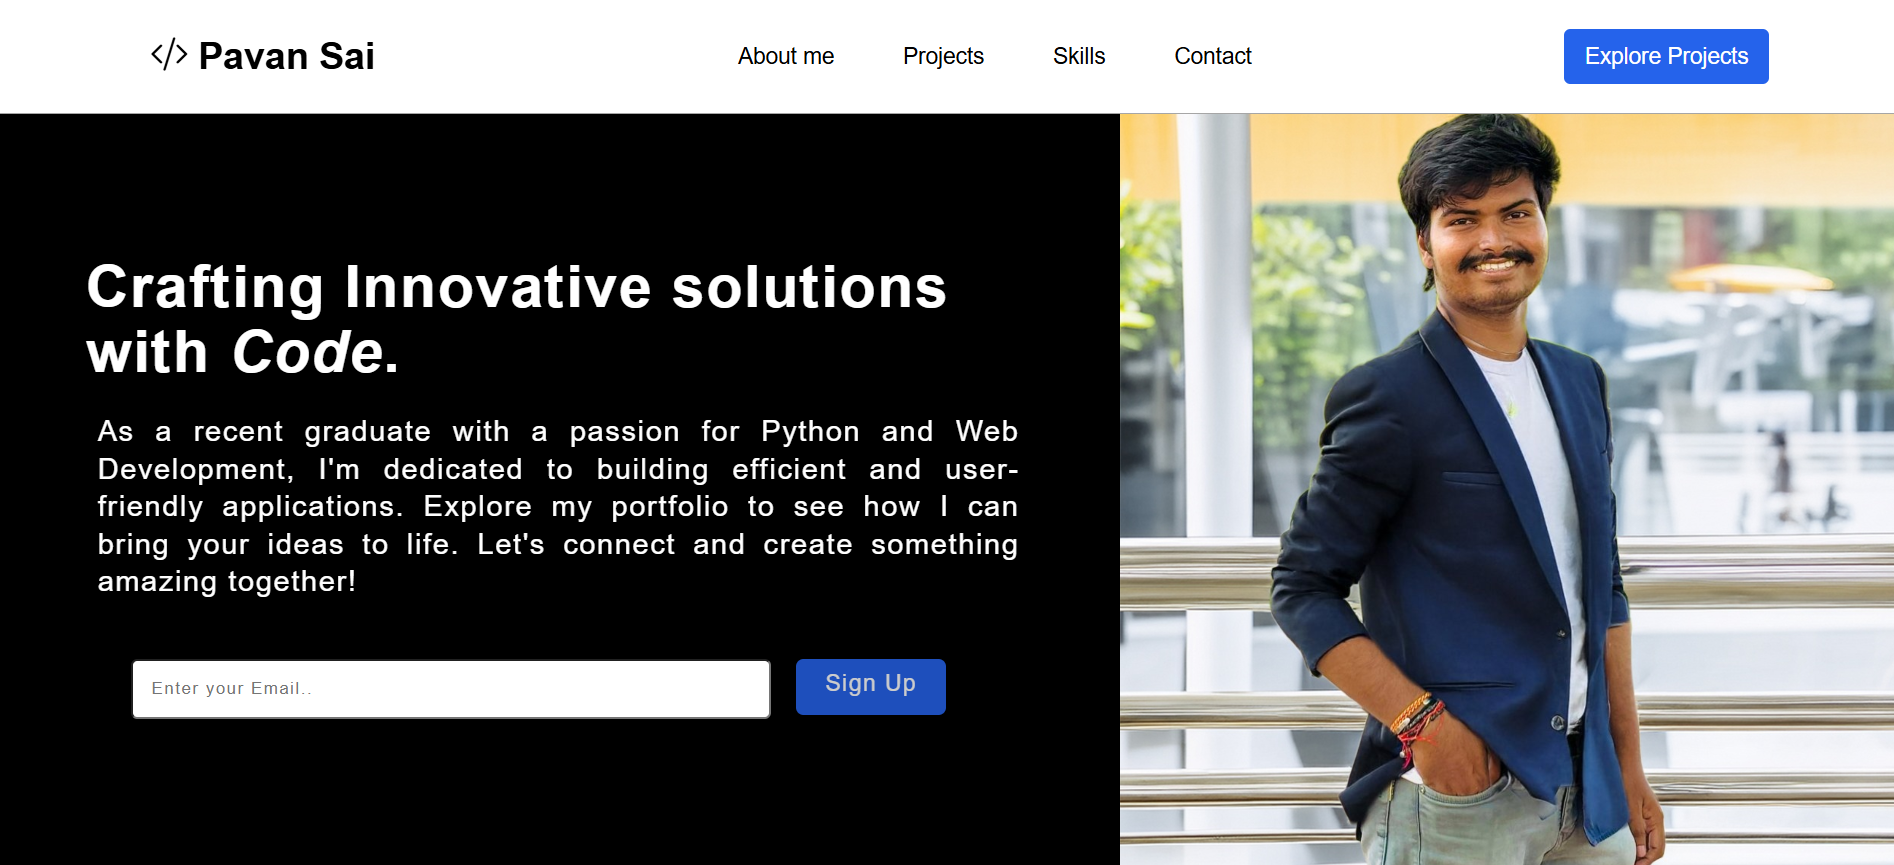 </> Pavan Sai
About me
Projects
Skills
Contact
Explore Projects
Crafting Innovative solutions
with Code.
As a recent graduate with a passion for Python and Web
Development, I'm dedicated to building efficient and user-
friendly applications. Explore my portfolio to see how I can
bring your ideas to life. Let's connect and create something
amazing together!
Enter your Email..
Sign Up